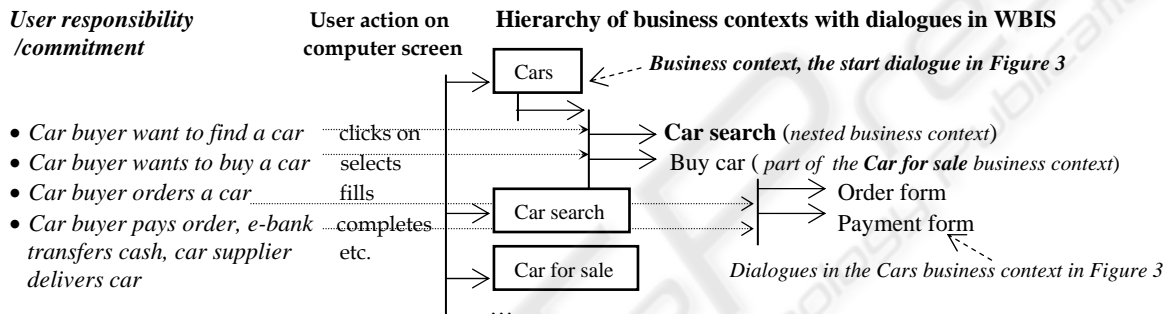 User responsibility User action on Hierarchy of business contexts with dialogues in WBIS
/commitment computer screen
Cars Business context, the start dialogue in Figure 3
• Car buyer want to find a car clicks on Car search (nested business context)
• Car buyer wants to buy a car selects Buy car ( part of the Car for sale business context)
• Car buyer orders a car fills Order form
Car search
• Car buyer pays order, e-bank completes Payment form
transfers cash, car supplier etc.
Car for sale Dialogues in the Cars business context in Figure 3
delivers car
…